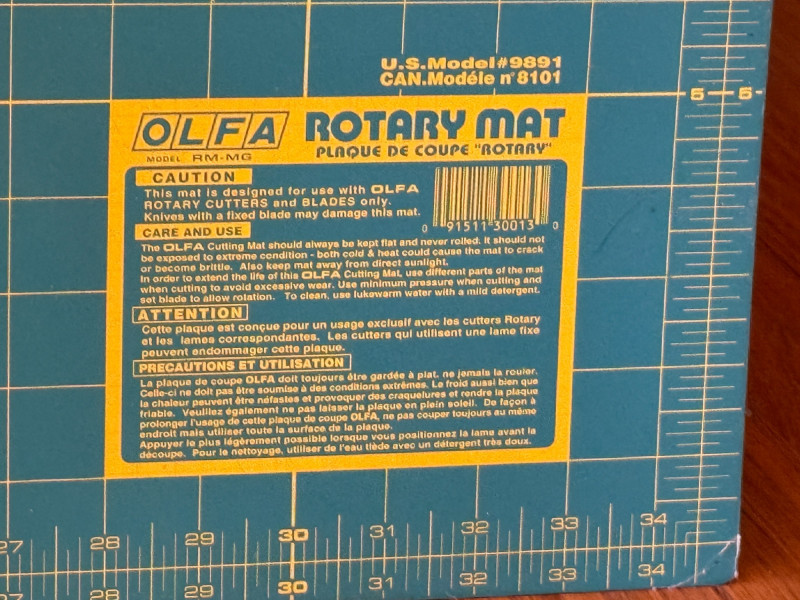 U.S.Model#9891
CAN.Modéle n°8101
5 5
OLFA ROTARY MAT
MODEL RM-MG PLAQUE DE COUPE "ROTARY"
CAUTION
This mat is designed for use with OLFA
ROTARY CUTTERS and BLADES only.
Knives with a fixed blade may damage this mat.
0 91511 30013 0
CARE AND USE
The OLFA Cutting Mat should always be kept flat and never rolled. It should not
be exposed to extreme condition - both cold & heat could cause the mat to crack
or become brittle. Also keep mat away from direct sunlight.
In order to extend the life of this OLFA Cutting Mat, use different parts of the mat
when cutting to avoid excessive wear. Use minimum pressure when cutting and
set blade to allow rotation. To clean, use lukewarm water with a mild detergent.
ATTENTION
Cette plaque est conçue pour un usage exclusif avec les cutters Rotary
et les lames correspondantes. Les cutters qui utilisent une lame fixe
peuvent endommager cette plaque.
PRECAUTIONS ET UTILISATION
La plaque de coupe OLFA doit toujours être gardée à plat, ne jamais la rouler.
Celle-ci ne doit pas être soumise à des conditions extrêmes. Le froid aussi bien que
la chaleur peuvent être néfastes et provoquer des craquelures et rendre la plaque
friable. Veuillez également ne pas laisser la plaque en plein soleil. De façon à
prolonger l'usage de cette plaque de coupe OLFA, ne pas couper toujours au même
endroit mais utiliser toute la surface de la plaque.
Appuyer le plus légèrement possible lorsque vous positionnez la lame avant la
découpe. Pour le nettoyage, utiliser de l'eau tiède avec un détergent très doux.
27 28 29 30 31 32 33 34
27 28 29 30 31 32 33 34